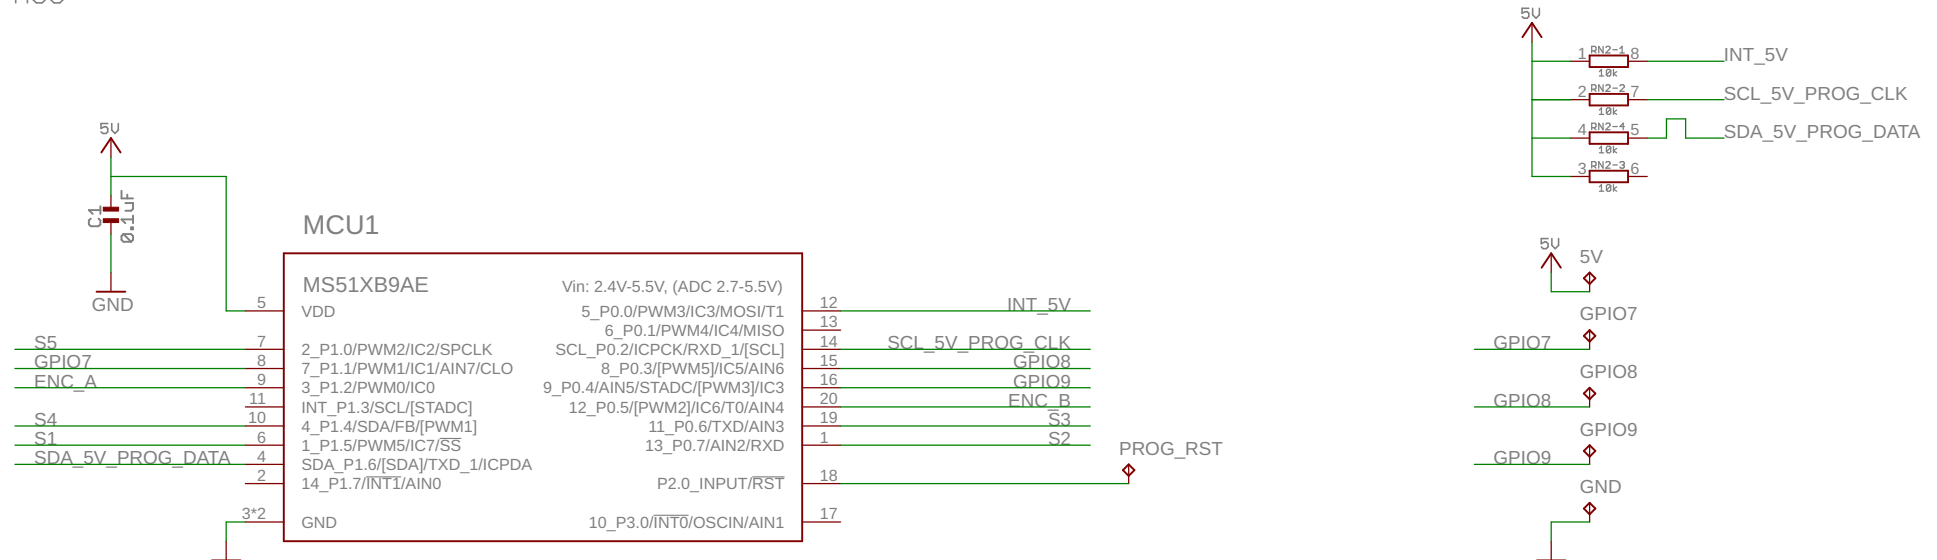 5V
1 RN2-1 8 INT_5V
10k
2 RN2-2 7 SCL_5V_PROG_CLK
10k
4 RN2-4 5 SDA_5V_PROG_DATA
10k
3 RN2-3 6
10k
5V
C1
0.1uF
GND
MCU1
MS51XB9AE
Vin: 2.4V-5.5V, (ADC 2.7-5.5V)
5 VDD
S5 7 2_P1.0/PWM2/IC2/SPCLK
GPIO7 8 7_P1.1/PWM1/IC1/AIN7/CLO
ENC_A 9 3_P1.2/PWM0/IC0
11 INT_P1.3/SCL/[STADC]
S4 10 4_P1.4/SDA/FB/[PWM1]
S1 6 1_P1.5/PWM5/IC7/SS
SDA_5V_PROG_DATA 4 SDA_P1.6/[SDA]/TXD_1/ICPDA
2 14_P1.7/INT1/AIN0
3*2 GND
5_P0.0/PWM3/IC3/MOSI/T1 12 INT_5V
6_P0.1/PWM4/IC4/MISO 13
SCL_P0.2/ICPCK/RXD_1/[SCL] 14 SCL_5V_PROG_CLK
8_P0.3/[PWM5]/IC5/AIN6 15 GPIO8
9_P0.4/AIN5/STADC/[PWM3]/IC3 16 GPIO9
12_P0.5/[PWM2]/IC6/T0/AIN4 20 ENC_B
11_P0.6/TXD/AIN3 19 S3
13_P0.7/AIN2/RXD 1 S2
P2.0_INPUT/RST 18 PROG_RST
10_P3.0/INT0/OSCIN/AIN1 17
5V 5V
GPIO7
GPIO7
GPIO8
GPIO8
GPIO9
GPIO9
GND